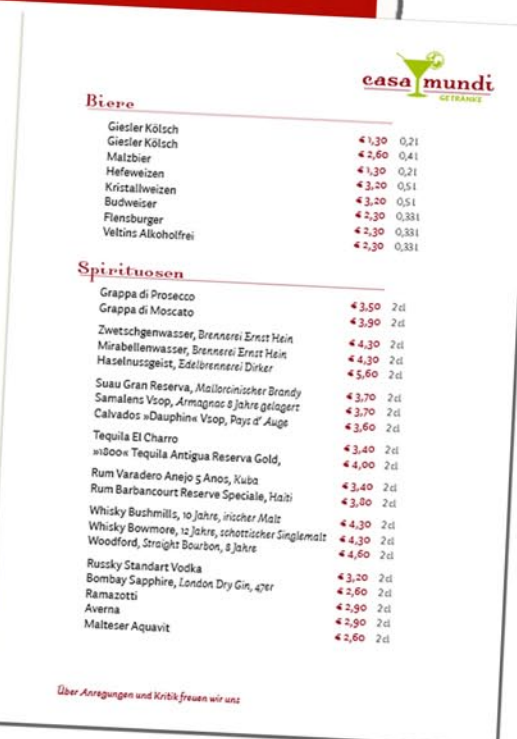 casa mundi
GETRÄNKE
Biere
Giesler Kölsch € 1,30 0,2l
Giesler Kölsch € 2,60 0,4l
Malzbier € 1,30 0,2l
Hefeweizen € 3,20 0,5l
Kristallweizen € 3,20 0,5l
Budweiser € 2,30 0,33l
Flensburger € 2,30 0,33l
Veltins Alkoholfrei € 2,30 0,33l
Spirituosen
Grappa di Prosecco € 3,50 2cl
Grappa di Moscato € 3,90 2cl
Zwetschgenwasser, Brennerei Ernst Hein € 4,30 2cl
Mirabellenwasser, Brennerei Ernst Hein € 4,30 2cl
Haselnussgeist, Edelbrennerei Dirker € 5,60 2cl
Suau Gran Reserva, Mallorcinischer Brandy € 3,70 2cl
Samalens Vsop, Armagnac 8 Jahre gelagert € 3,70 2cl
Calvados »Dauphin« Vsop, Pays d' Auge € 3,60 2cl
Tequila El Charro € 3,40 2cl
»1800« Tequila Antigua Reserva Gold, € 4,00 2cl
Rum Varadero Anejo 5 Anos, Kuba € 3,40 2cl
Rum Barbancourt Reserve Speciale, Haiti € 3,80 2cl
Whisky Bushmills, 10 Jahre, irischer Malt € 4,30 2cl
Whisky Bowmore, 12 Jahre, schottischer Singlemalt € 4,30 2cl
Woodford, Straight Bourbon, 8 Jahre € 4,60 2cl
Russky Standart Vodka € 3,20 2cl
Bombay Sapphire, London Dry Gin, 47er € 2,60 2cl
Ramazotti € 2,90 2cl
Averna € 2,90 2cl
Malteser Aquavit € 2,60 2cl
Über Anregungen und Kritik freuen wir uns